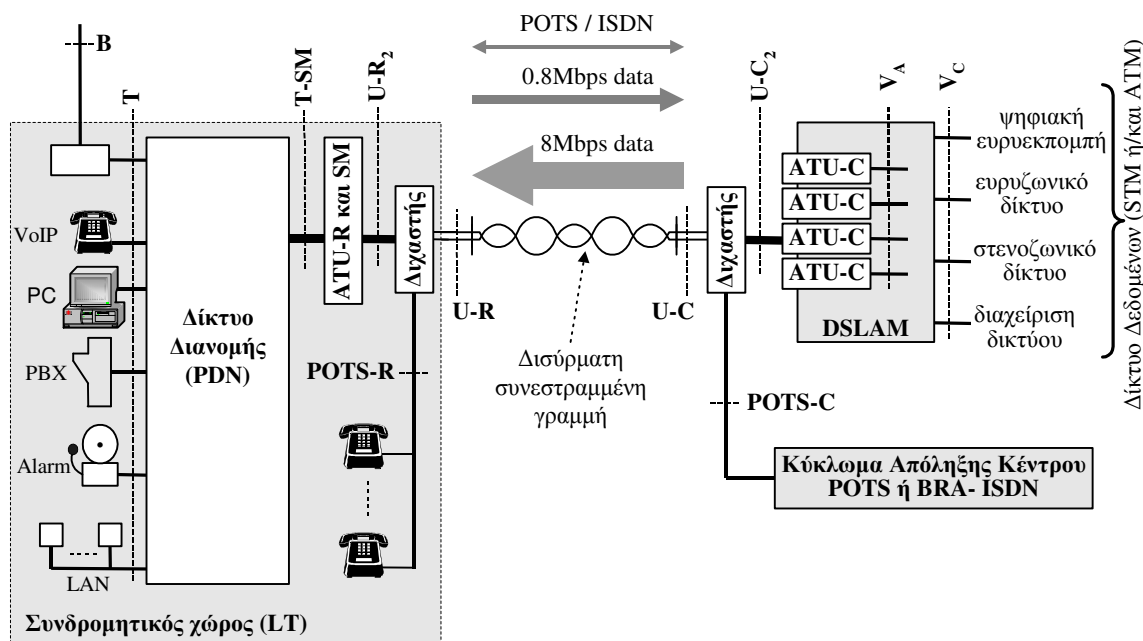 B
T
T-SM
U-R2
POTS / ISDN
0.8Mbps data
8Mbps data
U-C2
VA
VC
VoIP
PC
PBX
Alarm
LAN
Δίκτυο
Διανομής
(PDN)
ATU-R και SM
Διχαστής
U-R
U-C
Δισύρματη
συνεστραμμένη
γραμμή
POTS-R
Συνδρομητικός χώρος (LT)
Διχαστής
ATU-C
ATU-C
ATU-C
ATU-C
DSLAM
ψηφιακή
ευρυεκπομπή
ευρυζωνικό
δίκτυο
στενοζωνικό
δίκτυο
διαχείριση
δικτύου
Δίκτυο Δεδομένων (STM ή/και ATM)
POTS-C
Κύκλωμα Απόληξης Κέντρου
POTS ή BRA- ISDN